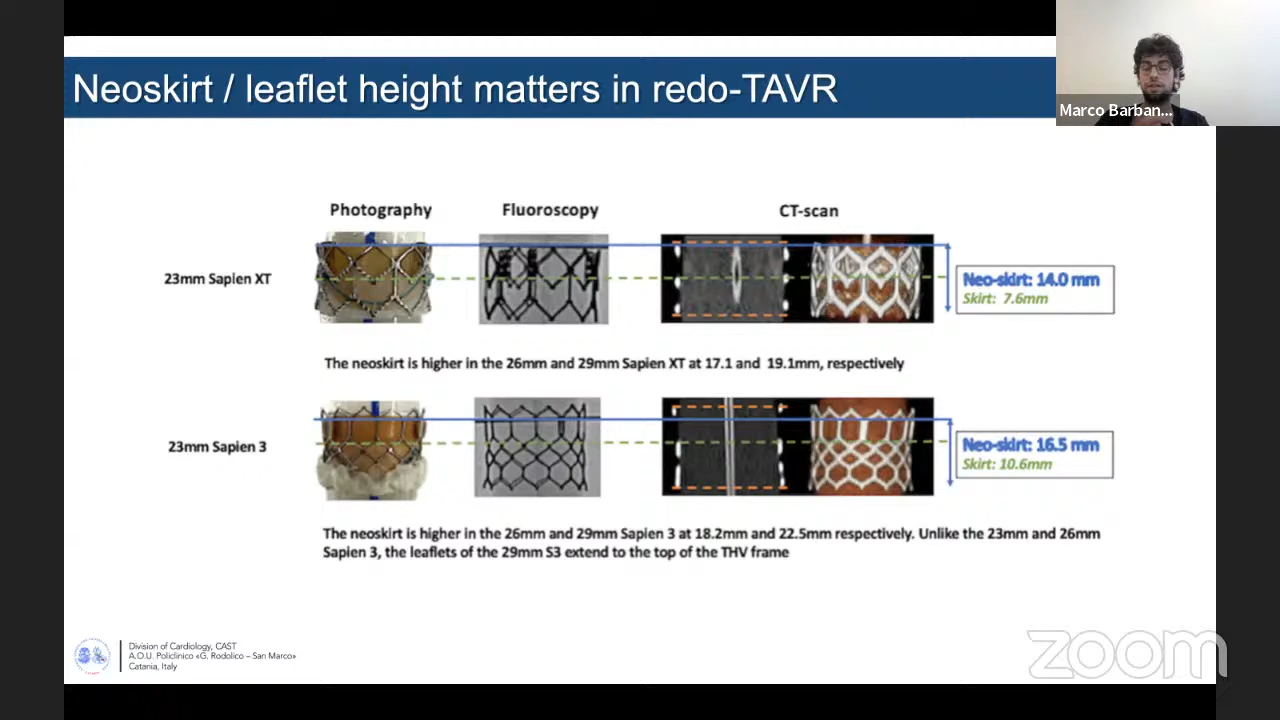 Neoskirt / leaflet height matters in redo-TAVR
Marco Barban...
Photography
Fluoroscopy
CT-scan
23mm Sapien XT
Neo-skirt: 14.0 mm
Skirt: 7.6mm
The neoskirt is higher in the 26mm and 29mm Sapien XT at 17.1 and 19.1mm, respectively
23mm Sapien 3
Neo-skirt: 16.5 mm
Skirt: 10.6mm
The neoskirt is higher in the 26mm and 29mm Sapien 3 at 18.2mm and 22.5mm respectively. Unlike the 23mm and 26mm
Sapien 3, the leaflets of the 29mm S3 extend to the top of the THV frame
Division of Cardiology, CAST
A.O.U. Policlinico «G. Rodolico – San Marco»
Catania, Italy
zoom